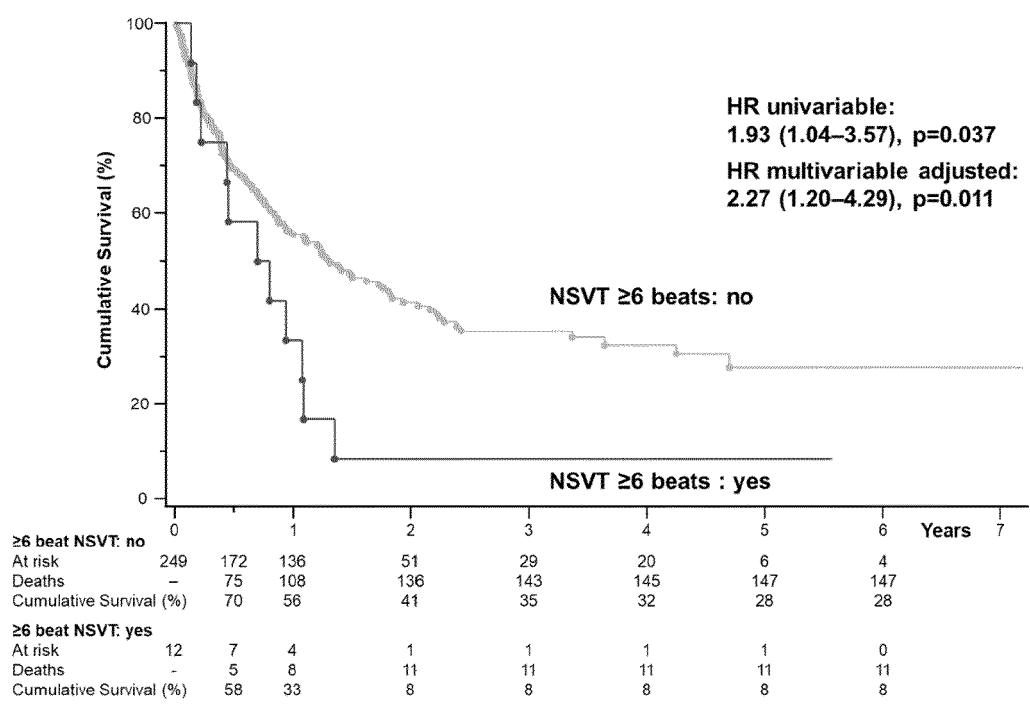 100
80
60
40
20
0
Cumulative Survival (%)
HR univariable:
1.93 (1.04–3.57), p=0.037
HR multivariable adjusted:
2.27 (1.20–4.29), p=0.011
NSVT ≥6 beats: no
NSVT ≥6 beats : yes
0 1 2 3 4 5 6 Years 7
≥6 beat NSVT: no
At risk 249 172 136 51 29 20 6 4
Deaths – 75 108 136 143 145 147 147
Cumulative Survival (%) 70 56 41 35 32 28 28
≥6 beat NSVT: yes
At risk 12 7 4 1 1 1 1 0
Deaths - 5 8 11 11 11 11 11
Cumulative Survival (%) 58 33 8 8 8 8 8